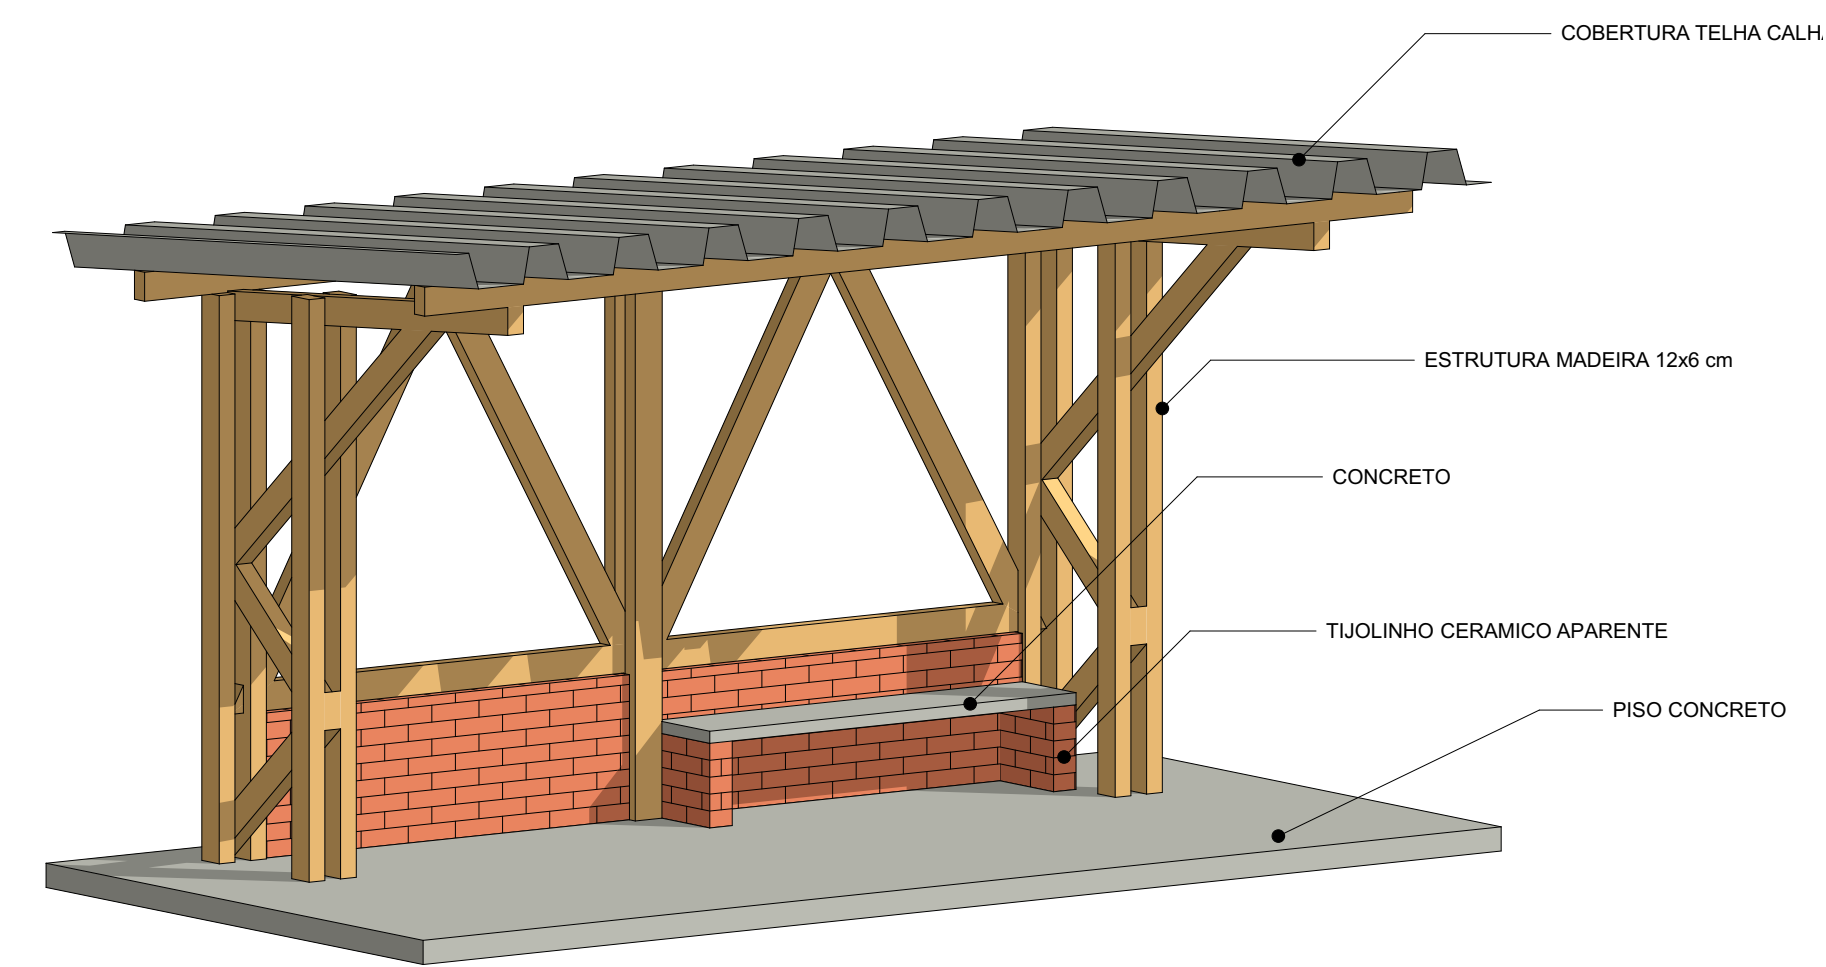 COBERTURA TELHA CALHA
ESTRUTURA MADEIRA 12x6 cm
CONCRETO
TIJOLINHO CERAMICO APARENTE
PISO CONCRETO